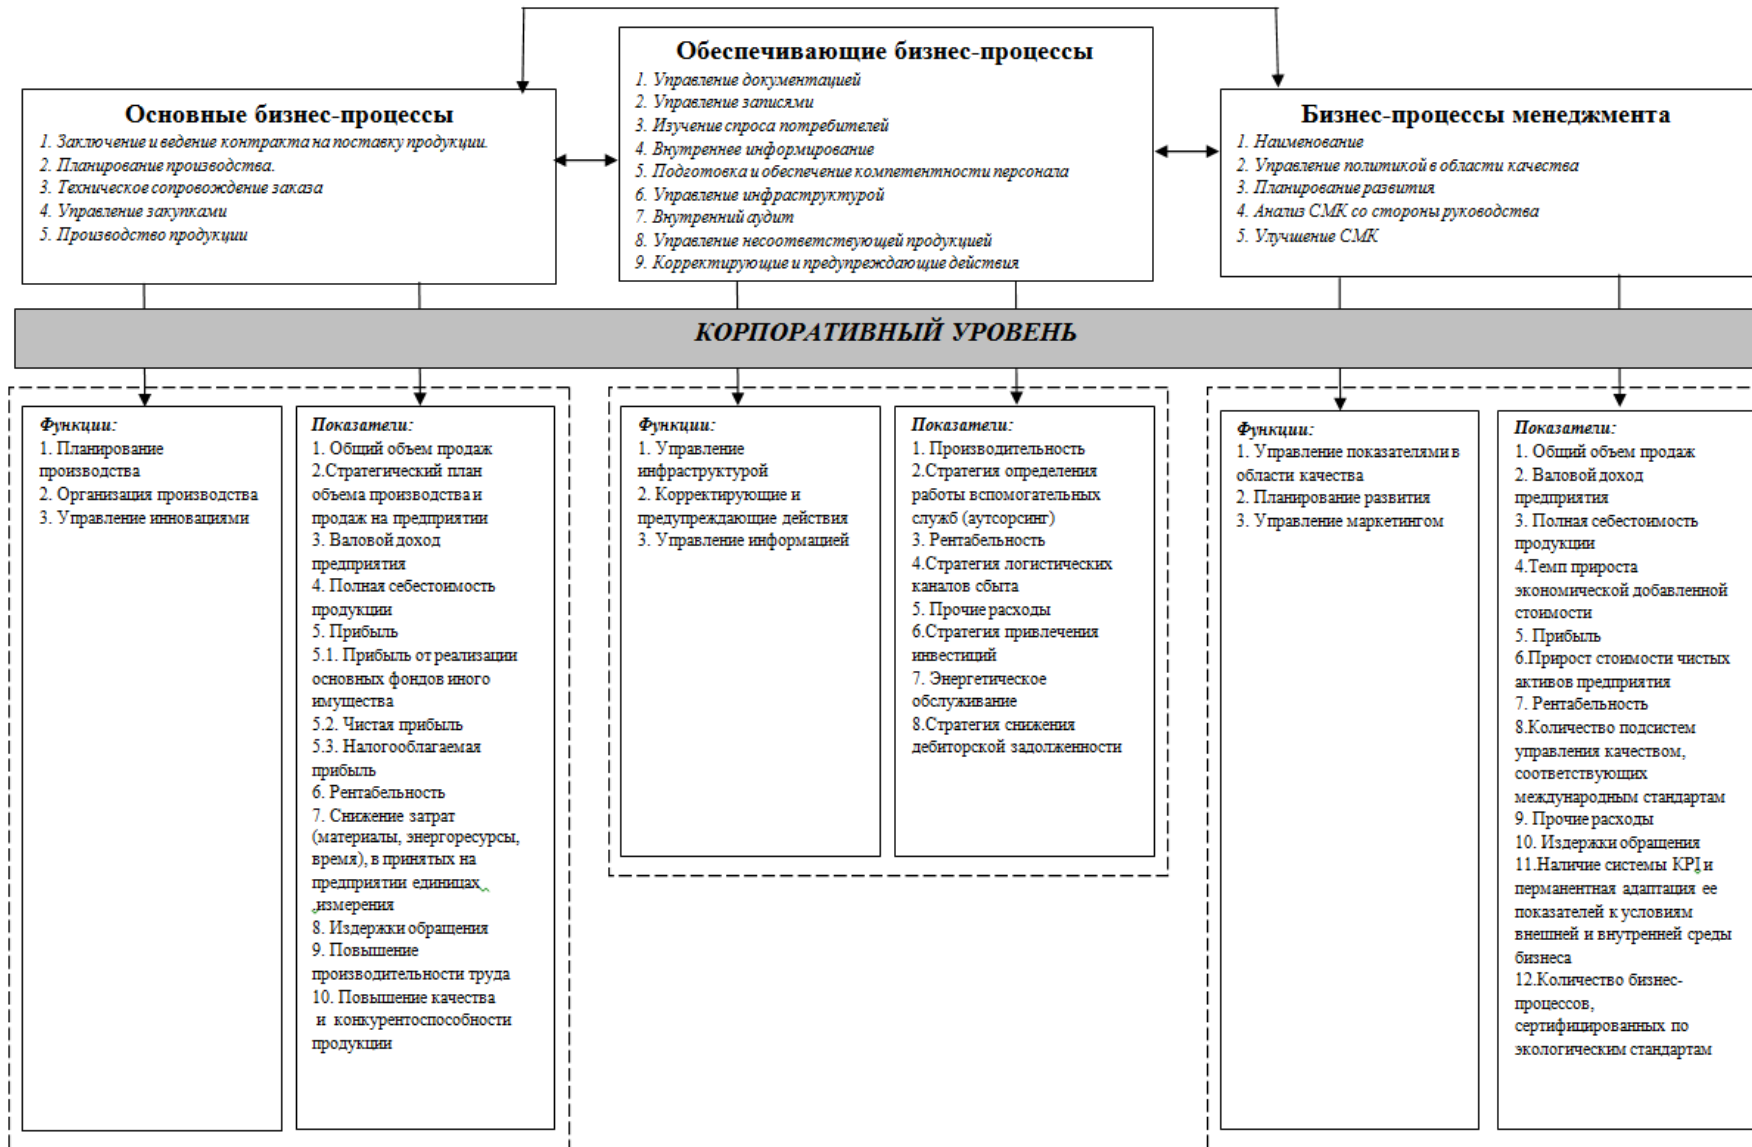 Основные бизнес-процессы
1. Заключение и ведение контракта на поставку продукции.
2. Планирование производства.
3. Техническое сопровождение заказа
4. Управление закупками
5. Производство продукции
Обеспечивающие бизнес-процессы
1. Управление документацией
2. Управление записями
3. Изучение спроса потребителей
4. Внутреннее информирование
5. Подготовка и обеспечение компетентности персонала
6. Управление инфраструктурой
7. Внутренний аудит
8. Управление несоответствующей продукцией
9. Корректирующие и предупреждающие действия
Бизнес-процессы менеджмента
1. Наименование
2. Управление политикой в области качества
3. Планирование развития
4. Анализ СМК со стороны руководства
5. Улучшение СМК
КОРПОРАТИВНЫЙ УРОВЕНЬ
Функции:
1. Планирование
производства
2. Организация производства
3. Управление инновациями
Показатели:
1. Общий объем продаж
2.Стратегический план
объема производства и
продаж на предприятии
3. Валовой доход
предприятия
4. Полная себестоимость
продукции
5. Прибыль
5.1. Прибыль от реализации
основных фондов иного
имущества
5.2. Чистая прибыль
5.3. Налогооблагаемая
прибыль
6. Рентабельность
7. Снижение затрат
(материалы, энергоресурсы,
время), в принятых на
предприятии единицах
измерения
8. Издержки обращения
9. Повышение
производительности труда
10. Повышение качества
и конкурентоспособности
продукции
Функции:
1. Управление
инфраструктурой
2. Корректирующие и
предупреждающие действия
3. Управление информацией
Показатели:
1. Производительность
2.Стратегия определения
работы вспомогательных
служб (аутсорсинг)
3. Рентабельность
4.Стратегия логистических
каналов сбыта
5. Прочие расходы
6.Стратегия привлечения
инвестиций
7. Энергетическое
обслуживание
8.Стратегия снижения
дебиторской задолженности
Функции:
1. Управление показателями в
области качества
2. Планирование развития
3. Управление маркетингом
Показатели:
1. Общий объем продаж
2. Валовой доход
предприятия
3. Полная себестоимость
продукции
4.Темп прироста
экономической добавленной
стоимости
5. Прибыль
6.Прирост стоимости чистых
активов предприятия
7. Рентабельность
8.Количество подсистем
управления качеством,
соответствующих
международным стандартам
9. Прочие расходы
10. Издержки обращения
11.Наличие системы KPI и
перманентная адаптация ее
показателей к условиям
внешней и внутренней среды
бизнеса
12.Количество бизнес-
процессов,
сертифицированных по
экологическим стандартам